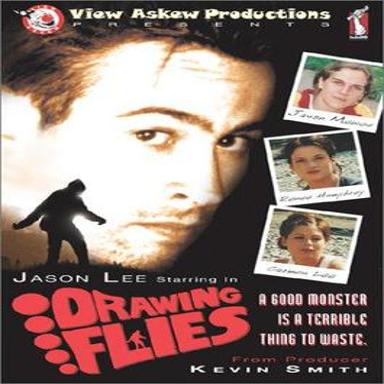 View Askew Productions
PRESENTS
Jason Mewes
Renee Humphrey
Carmen Lee
JASON LEE Starring in
DRAWING
FLIES
A GOOD MONSTER
IS A TERRIBLE
THING TO WASTE.
From Producer
KEVIN SMITH